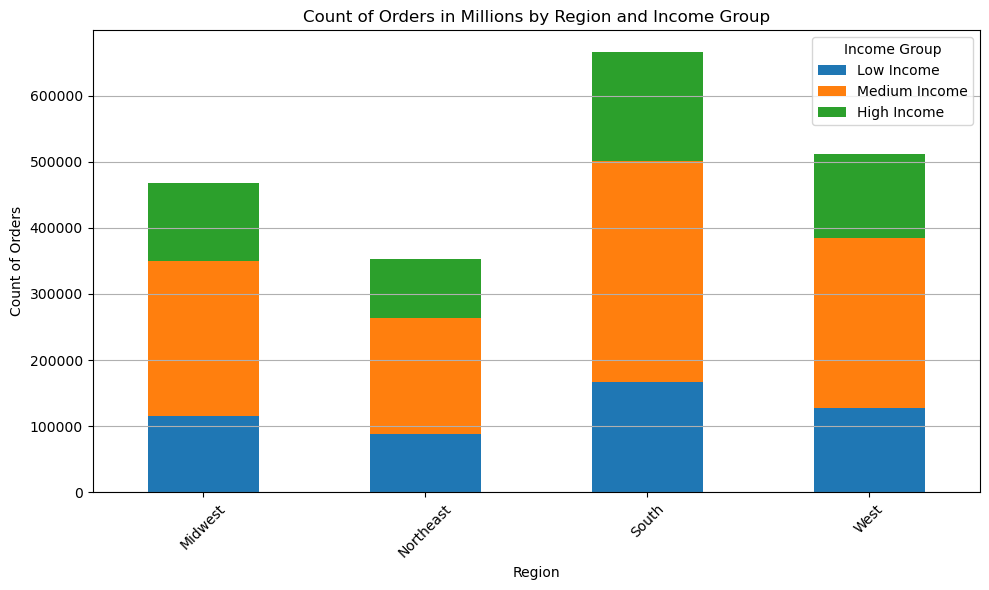 Count of Orders in Millions by Region and Income Group
Income Group
Low Income
Medium Income
High Income
Count of Orders
600000
500000
400000
300000
200000
100000
0
Midwest
Northeast
South
West
Region